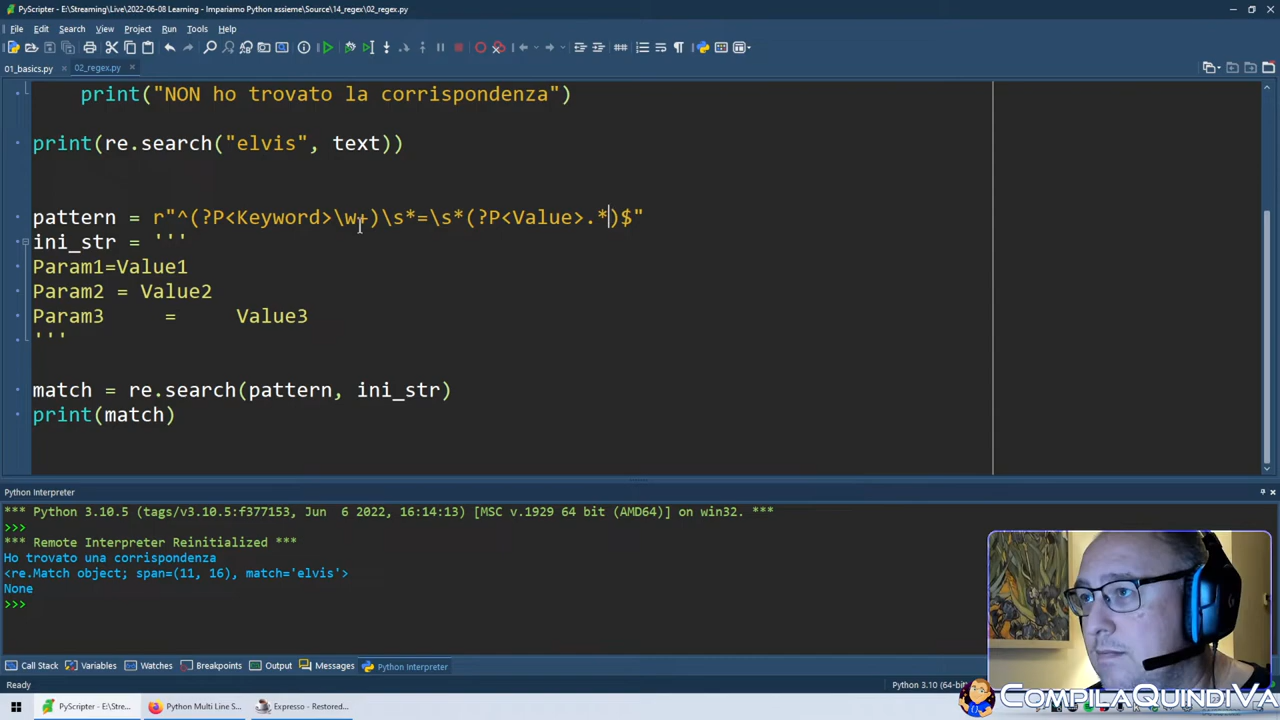 PyScripter - E:\Streaming\Live\2022-06-08 Learning - Impariamo Python assieme\Source\14_regex\02_regex.py
File Edit Search View Project Run Tools Help
01_basics.py 02_regex.py
print("NON ho trovato la corrispondenza")
print(re.search("elvis", text))
pattern = r"^(?P<Keyword>\w+)\s*=\s*(?P<Value>.*)$"
ini_str = '''
Param1=Value1
Param2 = Value2
Param3     =     Value3
'''
match = re.search(pattern, ini_str)
print(match)
Python Interpreter
*** Python 3.10.5 (tags/v3.10.5:f377153, Jun  6 2022, 16:14:13) [MSC v.1929 64 bit (AMD64)] on win32. ***
>>>
*** Remote Interpreter Reinitialized ***
Ho trovato una corrispondenza
<re.Match object; span=(11, 16), match='elvis'>
None
>>>
Call Stack Variables Watches Breakpoints Output Messages Python Interpreter
Ready Python 3.10 (64-bit)
PyScripter - E:\Stre... Python Multi Line S... Expresso - Restored...
COMPILAQUINDIVA